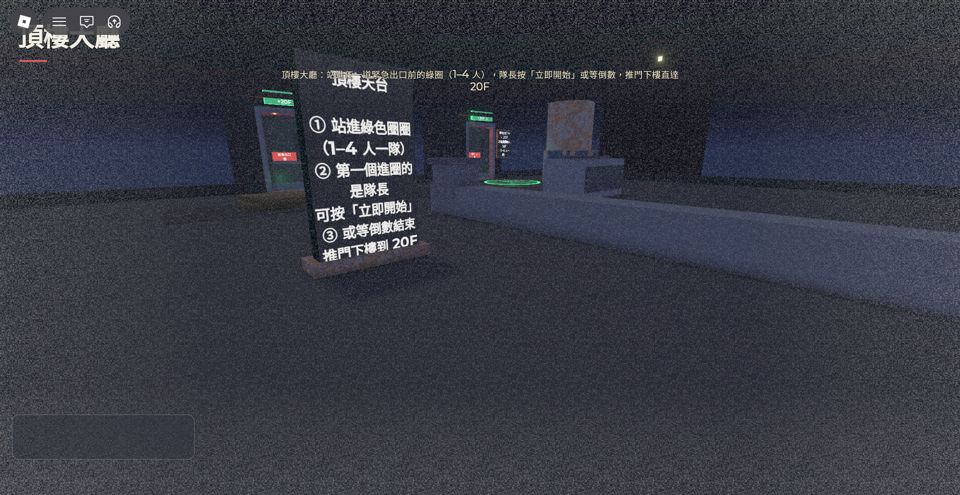 頂樓大廳
頂樓大廳：站進緊急出口前的綠圈（1–4 人），隊長按「立即開始」或等倒數，推門下樓直達
20F
頂樓天台
① 站進綠色圈圈
（1–4 人一隊）
② 第一個進圈的
是隊長
可按「立即開始」
③ 或等倒數結束
推門下樓到 20F